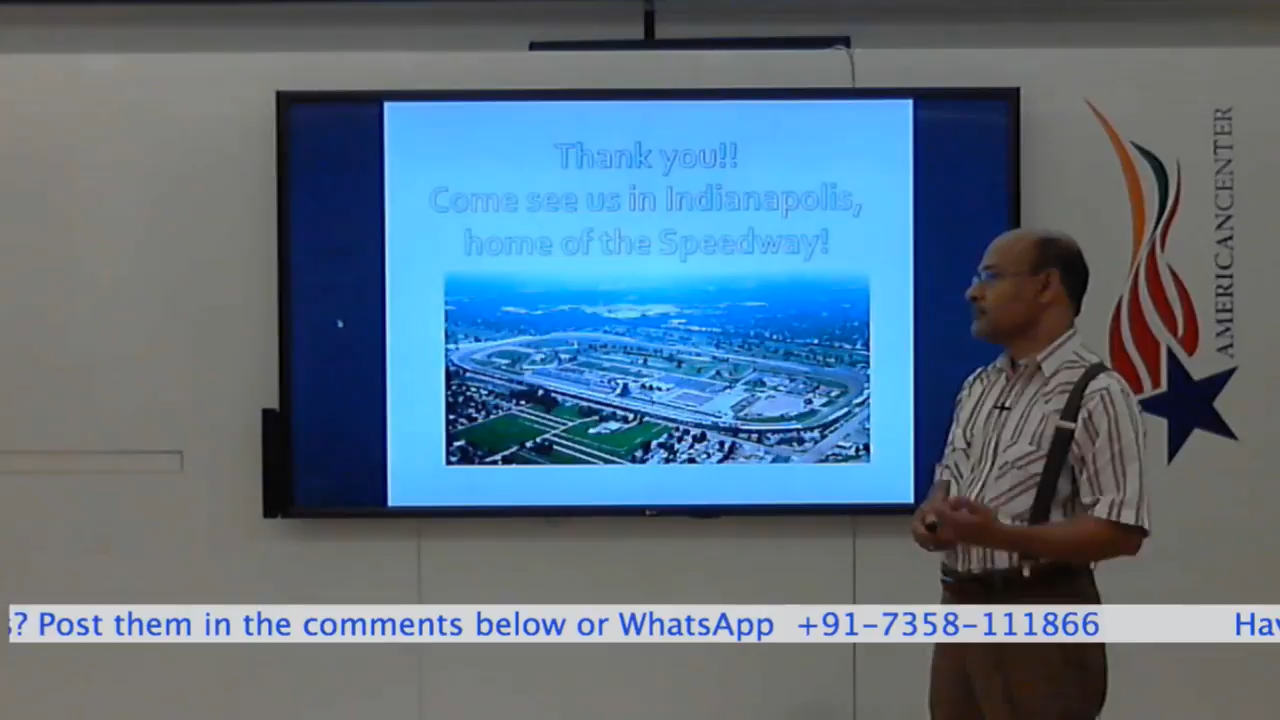 Thank you!!
Come see us in Indianapolis,
home of the Speedway!
AMERICANCENTER
? Post them in the comments below or WhatsApp +91-7358-111866